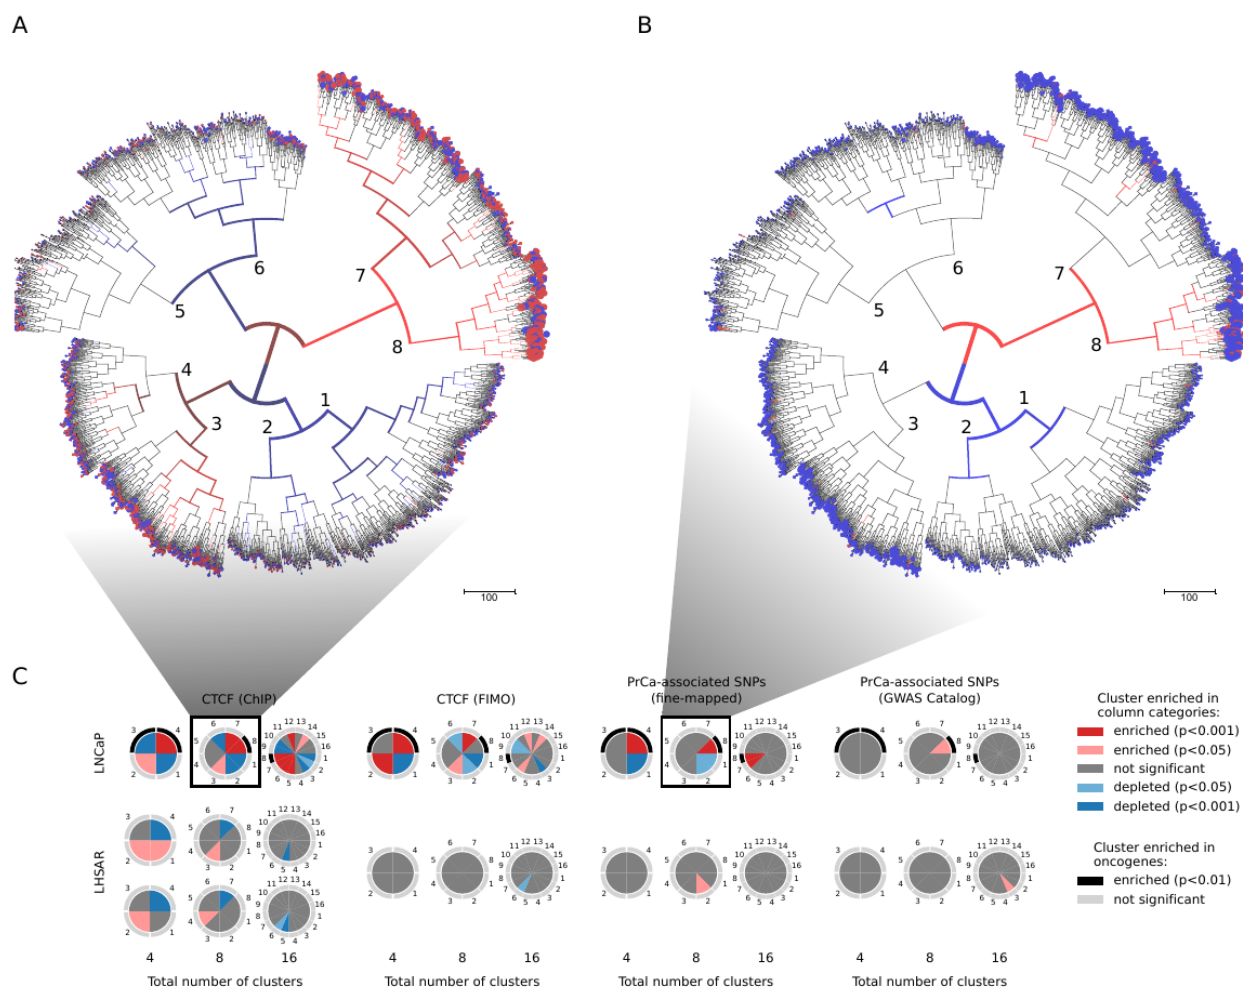 A
B
7
6
5
8
4
3
2
1
100
7
6
5
8
4
3
2
1
100
C
CTCF (ChIP)
CTCF (FIMO)
PrCa-associated SNPs
(fine-mapped)
PrCa-associated SNPs
(GWAS Catalog)
LNCaP
LHSAR
4
8
16
Total number of clusters
4
8
16
Total number of clusters
4
8
16
Total number of clusters
4
8
16
Total number of clusters
Cluster enriched in
column categories:
enriched (p<0.001)
enriched (p<0.05)
not significant
depleted (p<0.05)
depleted (p<0.001)
Cluster enriched in
oncogenes:
enriched (p<0.01)
not significant